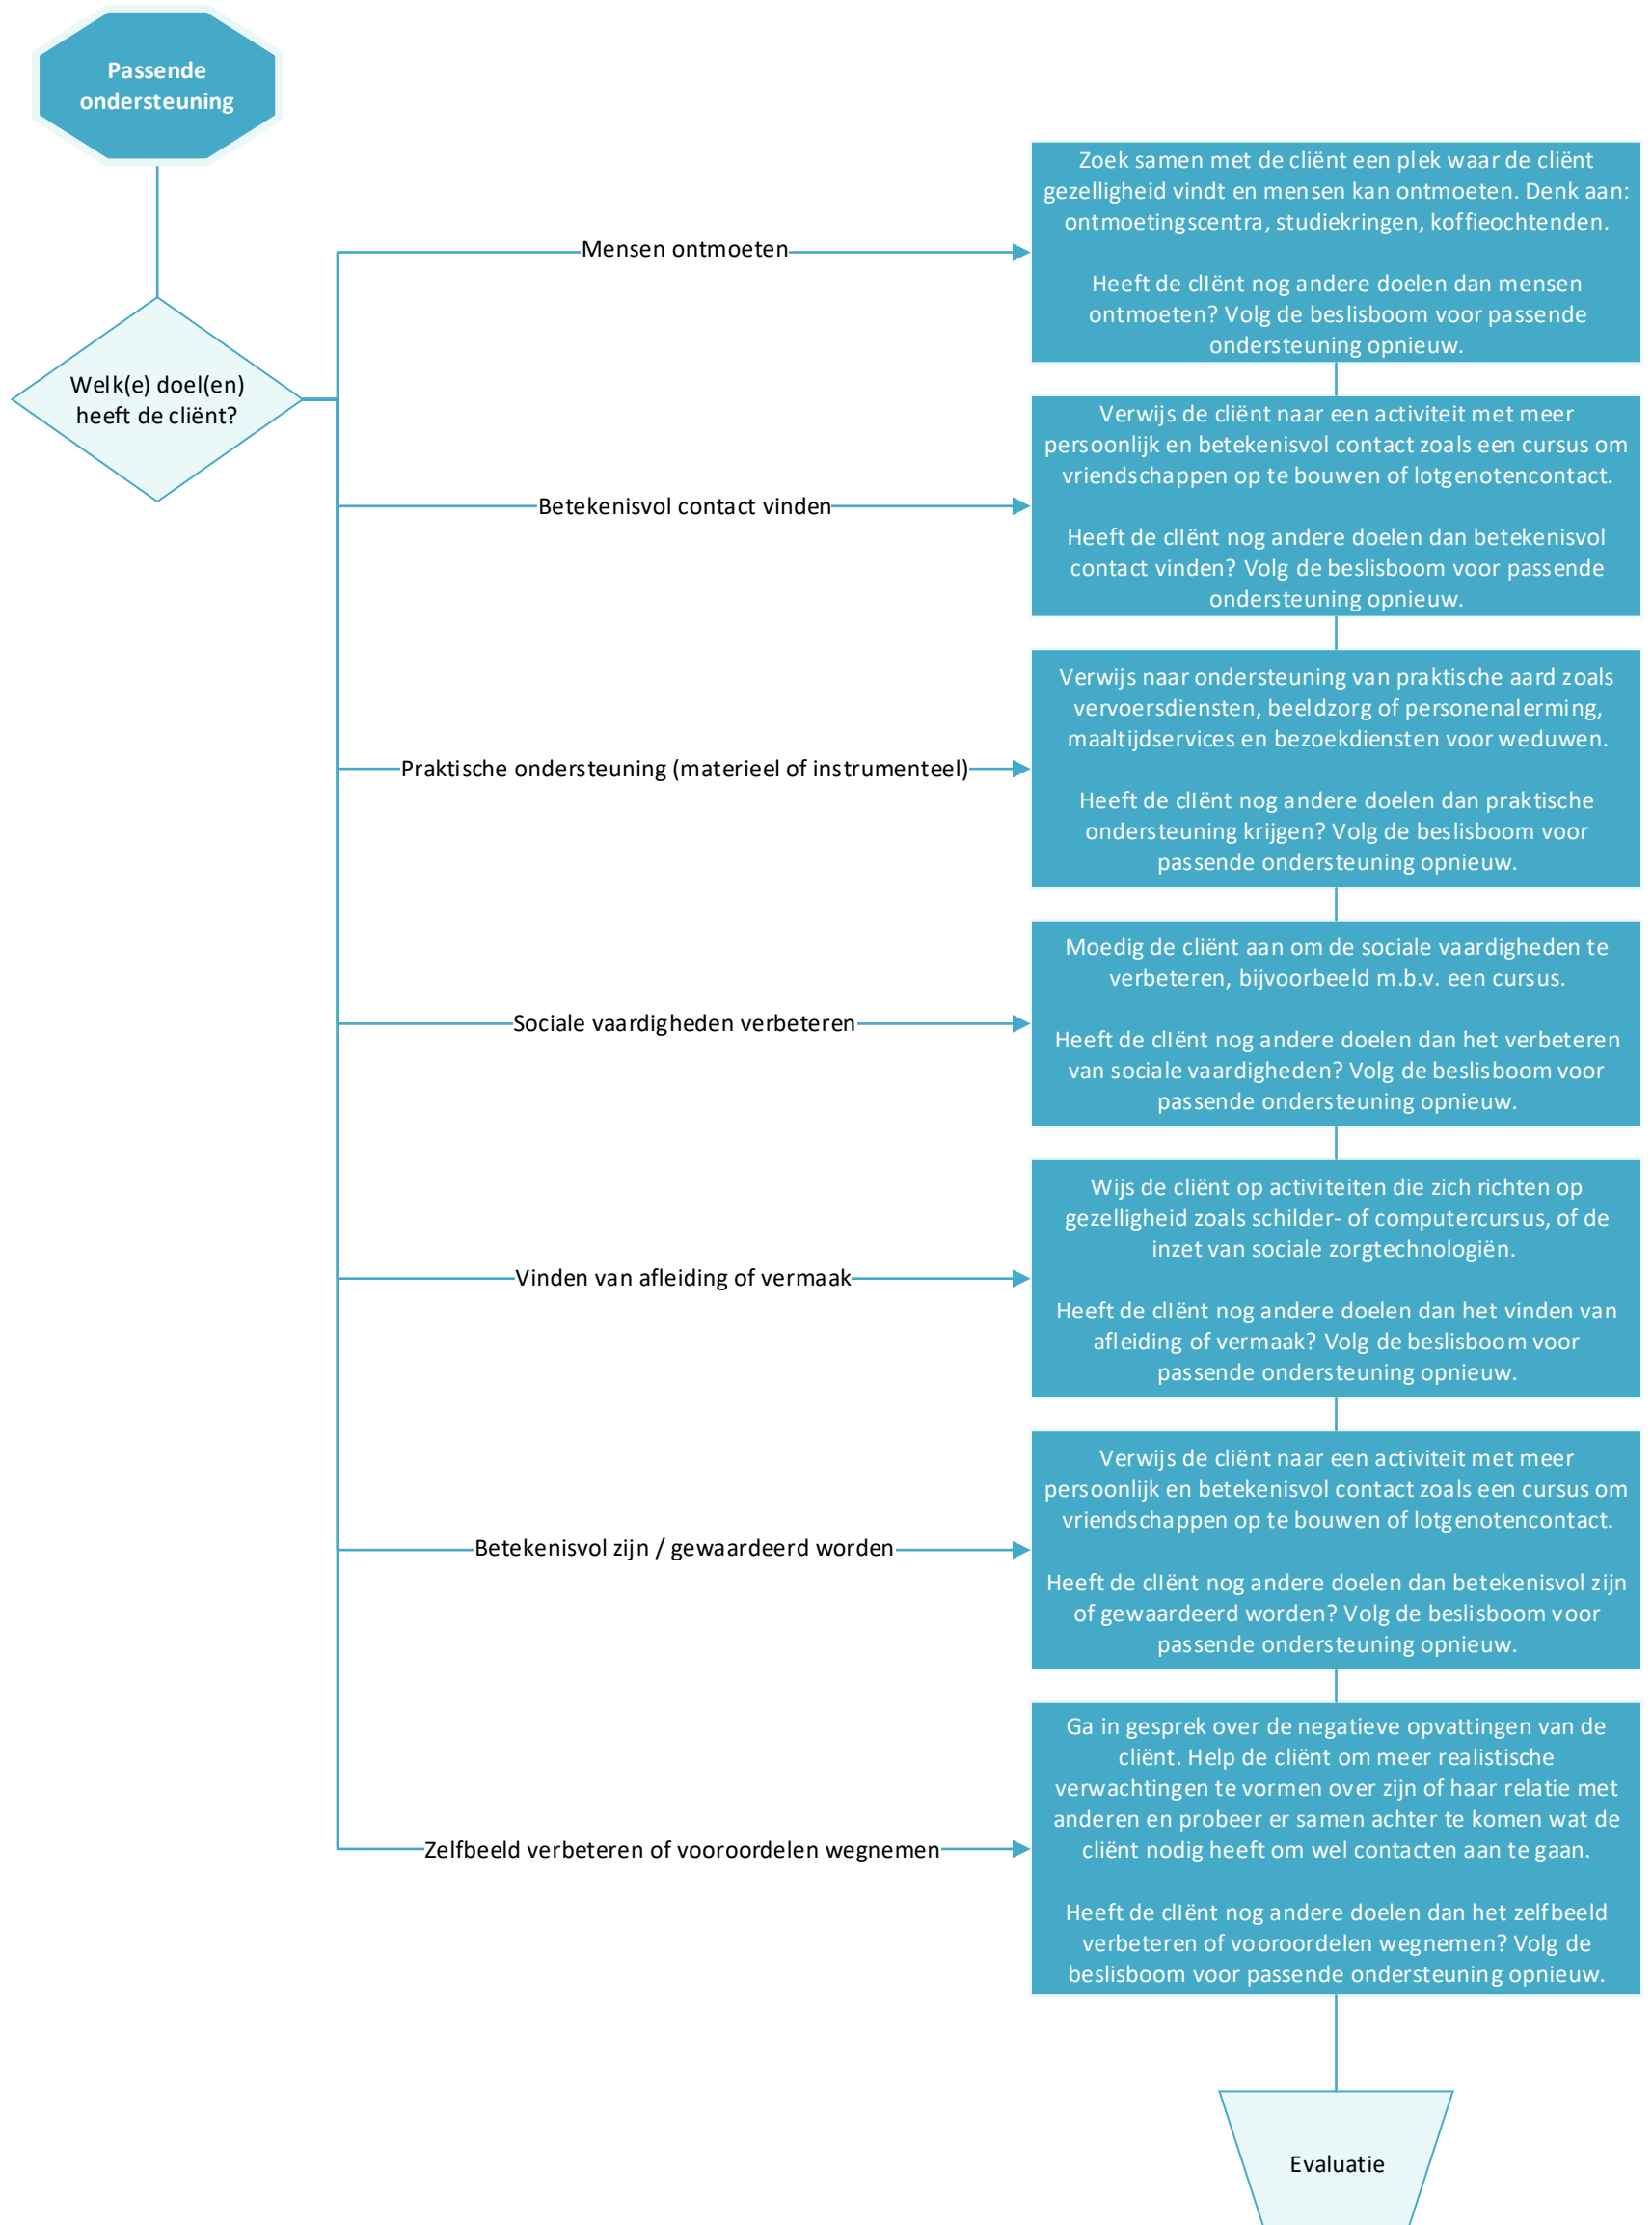 Passende
ondersteuning
Welk(e) doel(en)
heeft de cliënt?
Mensen ontmoeten
Zoek samen met de cliënt een plek waar de cliënt
gezelligheid vindt en mensen kan ontmoeten. Denk aan:
ontmoetingscentra, studiekringen, koffieochtenden.
Heeft de clIënt nog andere doelen dan mensen
ontmoeten? Volg de beslisboom voor passende
ondersteuning opnieuw.
Betekenisvol contact vinden
Verwijs de cliënt naar een activiteit met meer
persoonlijk en betekenisvol contact zoals een cursus om
vriendschappen op te bouwen of lotgenotencontact.
Heeft de clIënt nog andere doelen dan betekenisvol
contact vinden? Volg de beslisboom voor passende
ondersteuning opnieuw.
Praktische ondersteuning (materieel of instrumenteel)
Verwijs naar ondersteuning van praktische aard zoals
vervoersdiensten, beeldzorg of personenalerming,
maaltijdservices en bezoekdiensten voor weduwen.
Heeft de clIënt nog andere doelen dan praktische
ondersteuning krijgen? Volg de beslisboom voor
passende ondersteuning opnieuw.
Sociale vaardigheden verbeteren
Moedig de cliënt aan om de sociale vaardigheden te
verbeteren, bijvoorbeeld m.b.v. een cursus.
Heeft de clIënt nog andere doelen dan het verbeteren
van sociale vaardigheden? Volg de beslisboom voor
passende ondersteuning opnieuw.
Vinden van afleiding of vermaak
Wijs de cliënt op activiteiten die zich richten op
gezelligheid zoals schilder- of computercursus, of de
inzet van sociale zorgtechnologiën.
Heeft de clIënt nog andere doelen dan het vinden van
afleiding of vermaak? Volg de beslisboom voor
passende ondersteuning opnieuw.
Betekenisvol zijn / gewaardeerd worden
Verwijs de cliënt naar een activiteit met meer
persoonlijk en betekenisvol contact zoals een cursus om
vriendschappen op te bouwen of lotgenotencontact.
Heeft de clIënt nog andere doelen dan betekenisvol zijn
of gewaardeerd worden? Volg de beslisboom voor
passende ondersteuning opnieuw.
Zelfbeeld verbeteren of vooroordelen wegnemen
Ga in gesprek over de negatieve opvattingen van de
cliënt. Help de cliënt om meer realistische
verwachtingen te vormen over zijn of haar relatie met
anderen en probeer er samen achter te komen wat de
cliënt nodig heeft om wel contacten aan te gaan.
Heeft de clIënt nog andere doelen dan het zelfbeeld
verbeteren of vooroordelen wegnemen? Volg de
beslisboom voor passende ondersteuning opnieuw.
Evaluatie